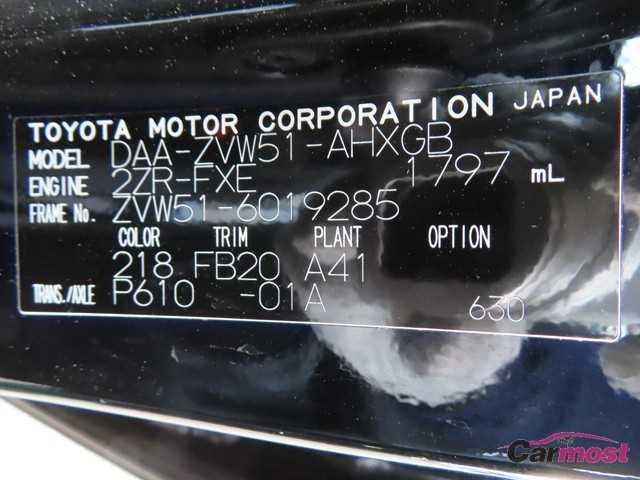 TOYOTA MOTOR CORPORATION JAPAN
MODEL DAA-ZVW51-AHXGB
ENGINE 2ZR-FXE 1797 mL
FRAME No. ZVW51-6019285
COLOR TRIM PLANT OPTION
218 FB20 A41
TRANS./AXLE P610 -01A 630
Carmost